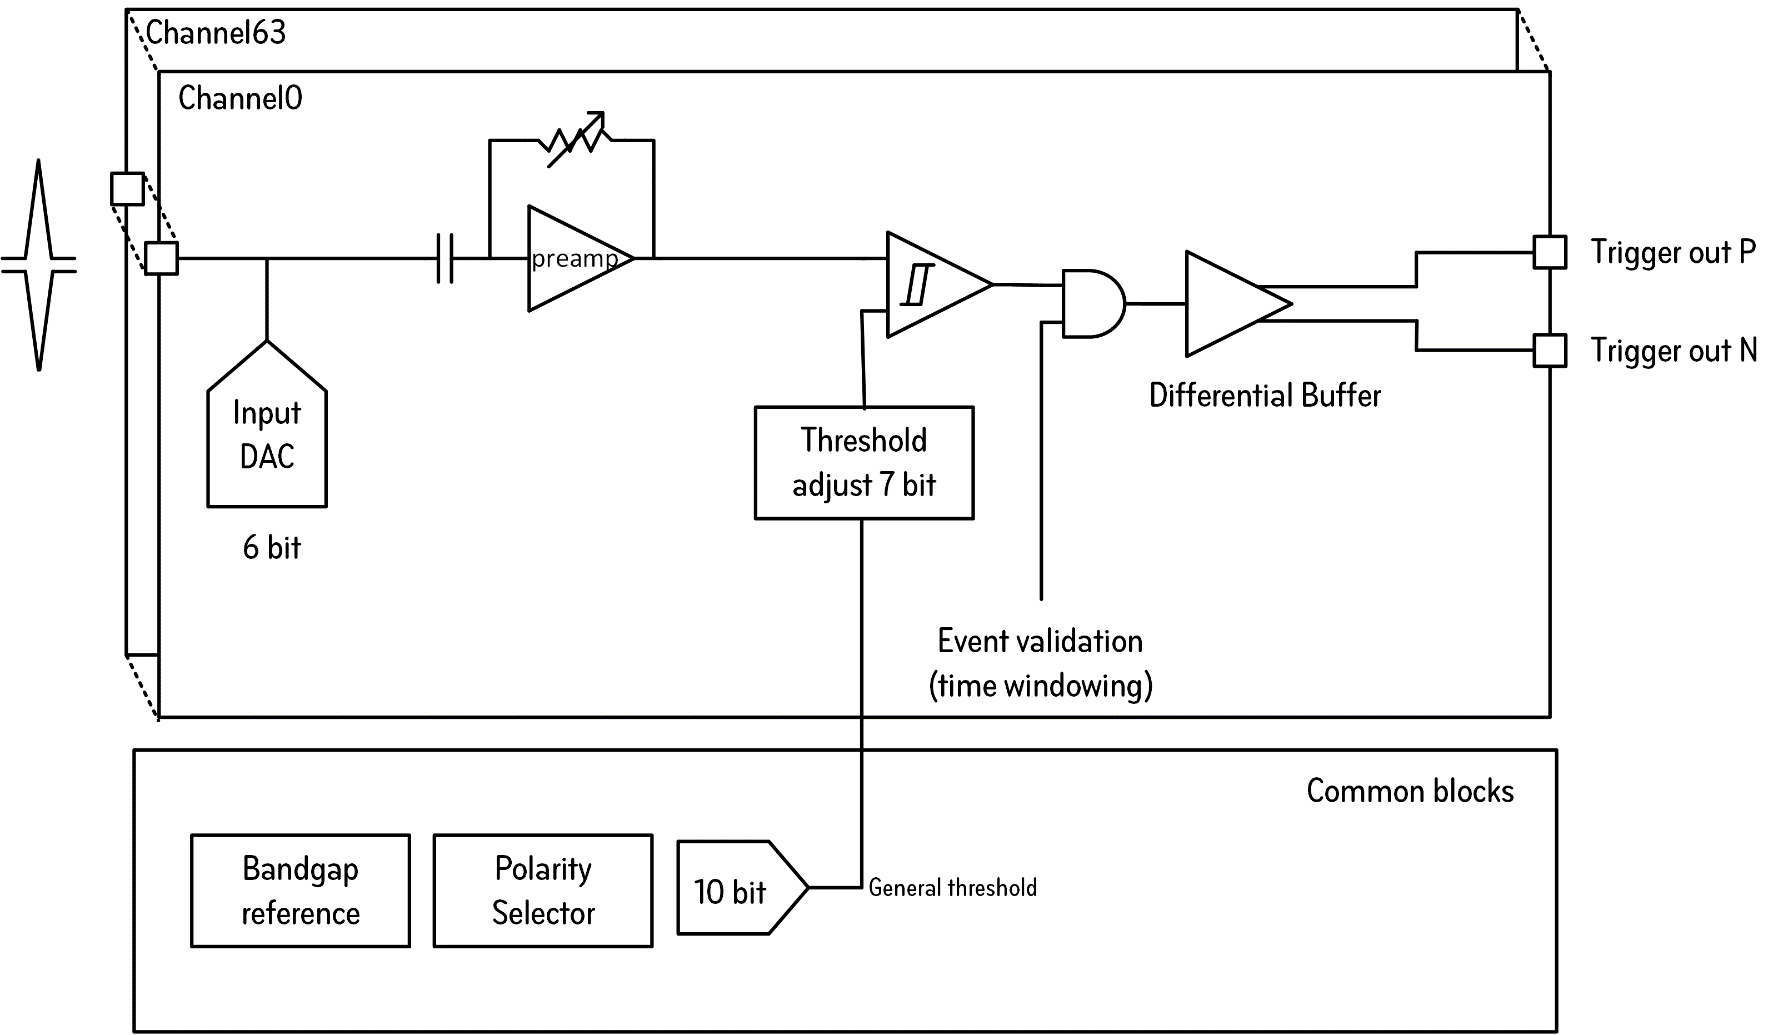 Channel63
Channel0
preamp
Trigger out P
Trigger out N
Differential Buffer
Input
DAC
6 bit
Threshold
adjust 7 bit
Event validation
(time windowing)
Common blocks
Bandgap
reference
Polarity
Selector
10 bit
General threshold